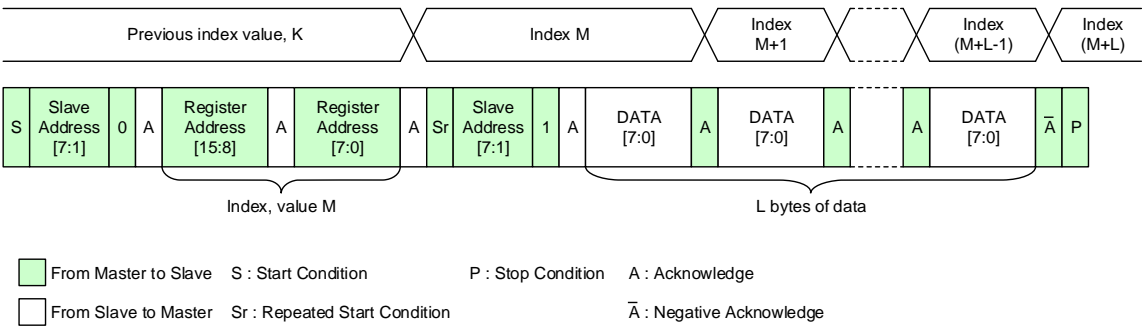 Previous index value, K
Index M
Index
M+1
Index
(M+L-1)
Index
(M+L)
S
Slave
Address
[7:1]
0
A
Register
Address
[15:8]
A
Register
Address
[7:0]
A
Sr
Slave
Address
[7:1]
1
A
DATA
[7:0]
A
DATA
[7:0]
A
A
DATA
[7:0]
A̅
P
Index, value M
L bytes of data
From Master to Slave S : Start Condition P : Stop Condition A : Acknowledge
From Slave to Master Sr : Repeated Start Condition A̅ : Negative Acknowledge